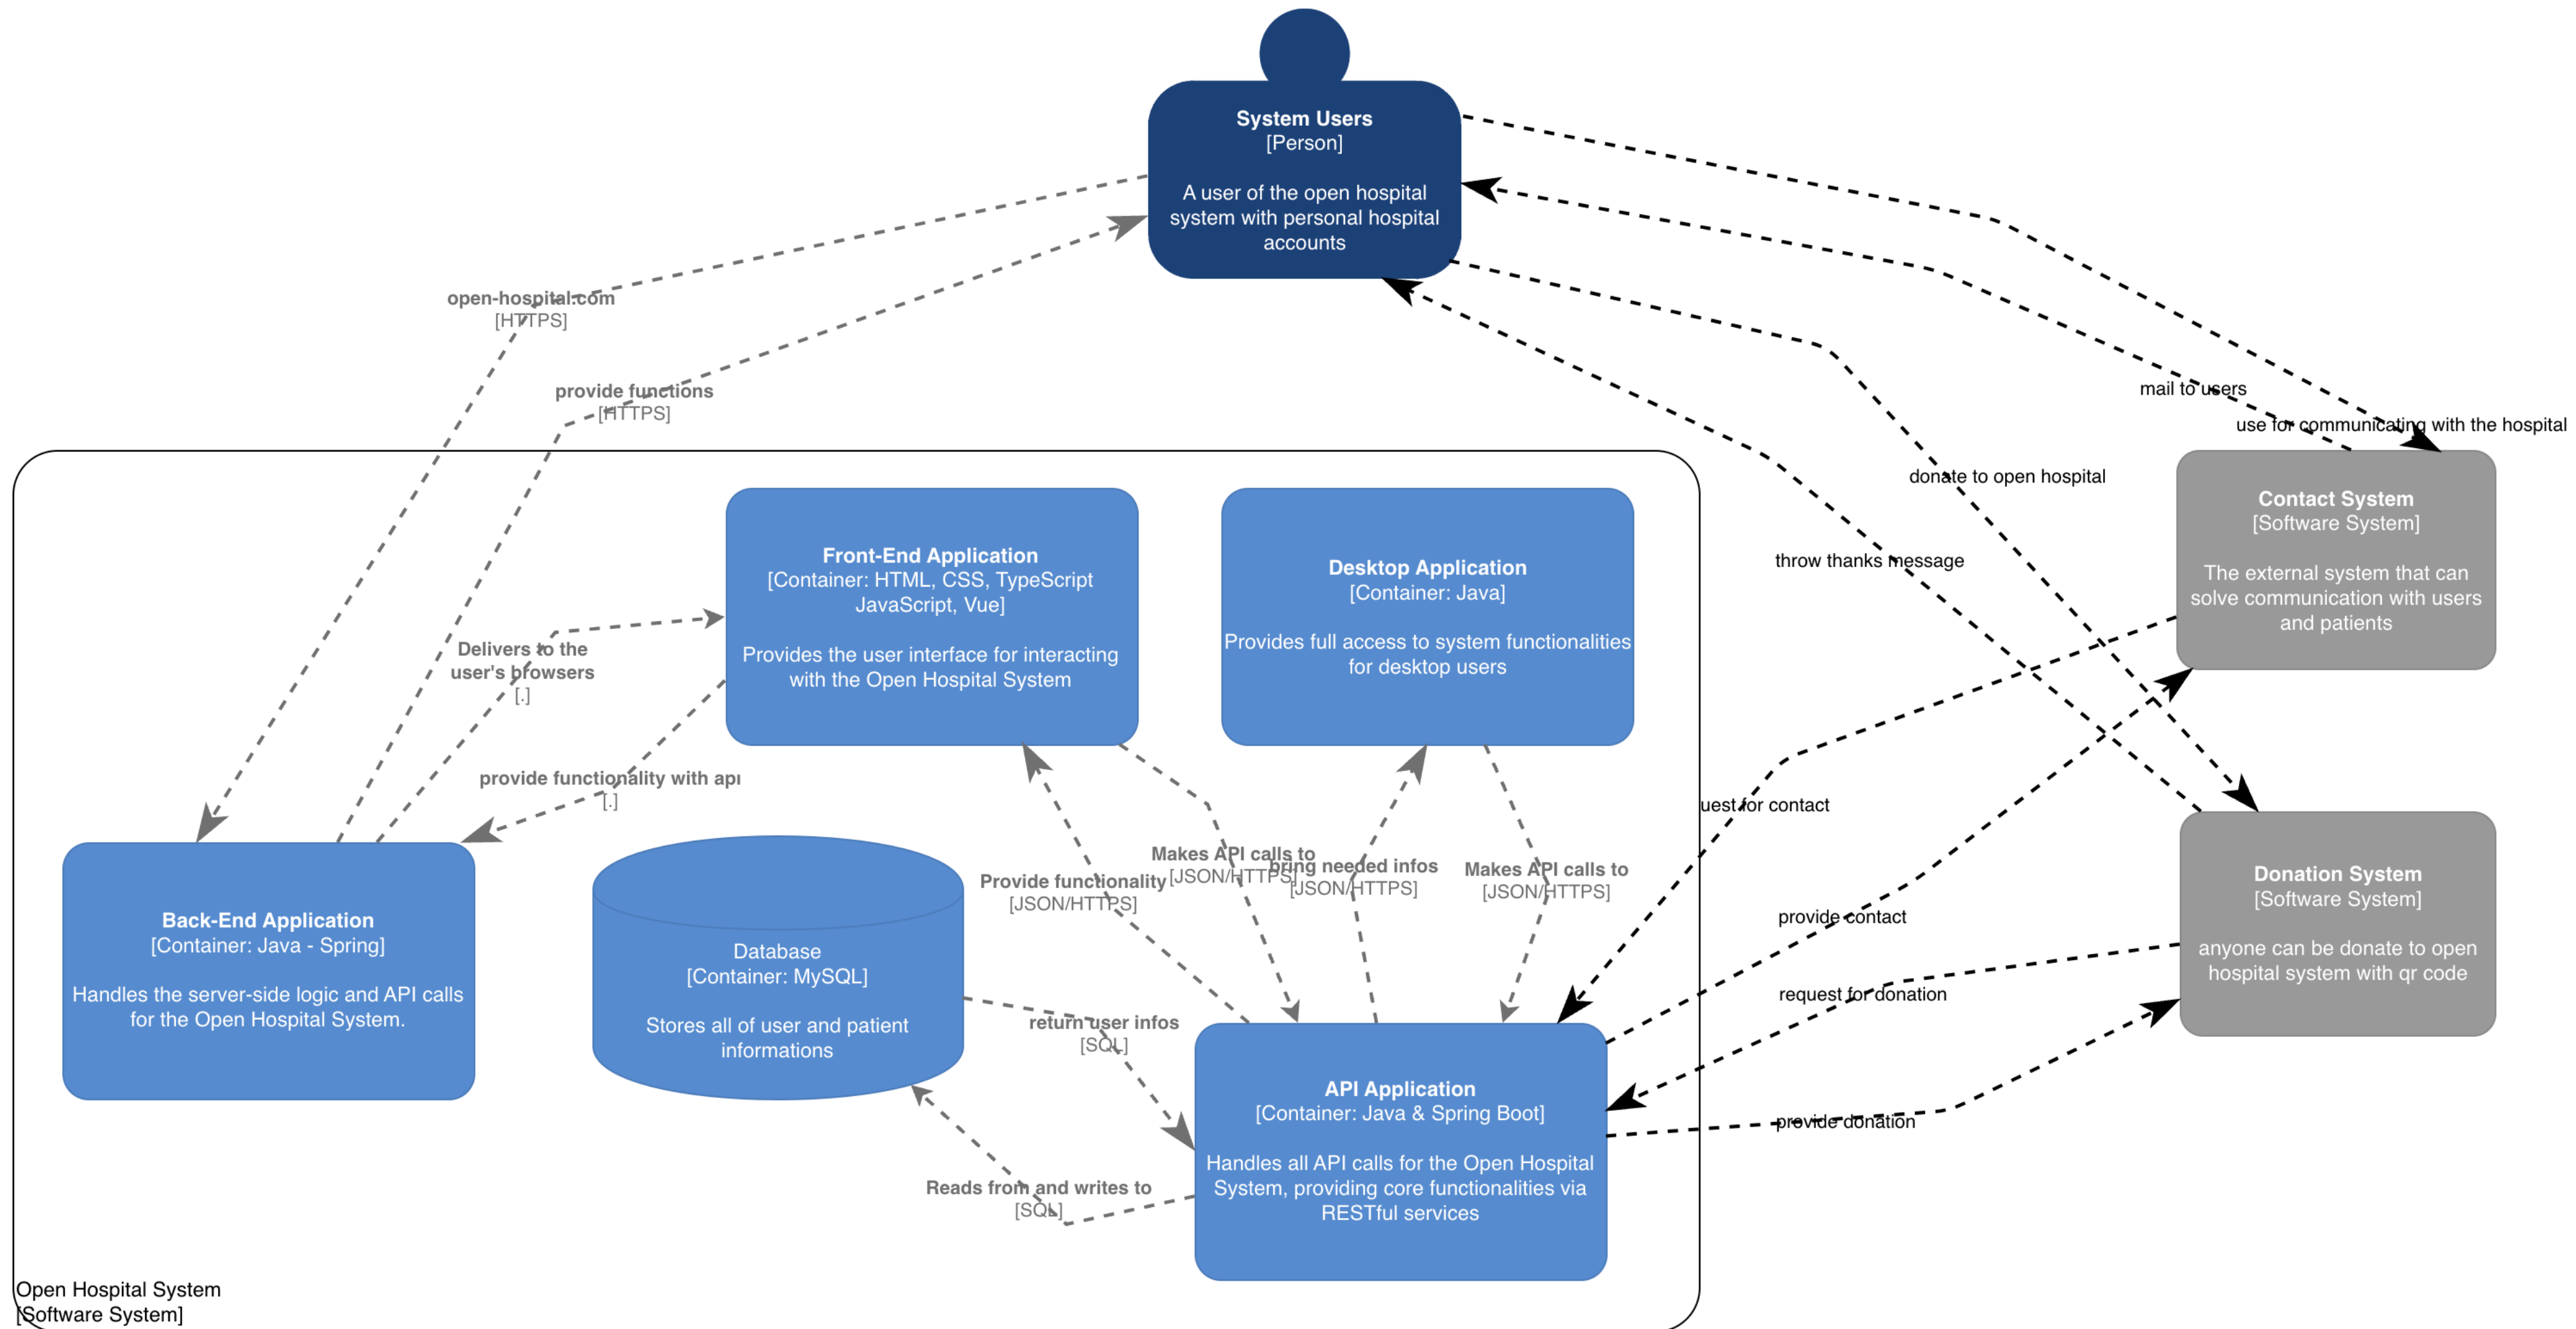 System Users
[Person]
A user of the open hospital
system with personal hospital
accounts
open-hospital.com
[HTTPS]
provide functions
[HTTPS]
mail to users
use for communicating with the hospital
donate to open hospital
throw thanks message
Contact System
[Software System]
The external system that can
solve communication with users
and patients
Front-End Application
[Container: HTML, CSS, TypeScript
JavaScript, Vue]
Provides the user interface for interacting
with the Open Hospital System
Desktop Application
[Container: Java]
Provides full access to system functionalities
for desktop users
Delivers to the
user's browsers
[.]
provide functionality with api
[.]
uest for contact
Makes API calls to
[JSON/HTTPS]
bring needed infos
[JSON/HTTPS]
Makes API calls to
[JSON/HTTPS]
Provide functionality
[JSON/HTTPS]
Donation System
[Software System]
anyone can be donate to open
hospital system with qr code
Back-End Application
[Container: Java - Spring]
Handles the server-side logic and API calls
for the Open Hospital System.
Database
[Container: MySQL]
Stores all of user and patient
informations
provide contact
request for donation
provide donation
return user infos
[SQL]
Reads from and writes to
[SQL]
API Application
[Container: Java & Spring Boot]
Handles all API calls for the Open Hospital
System, providing core functionalities via
RESTful services
Open Hospital System
[Software System]